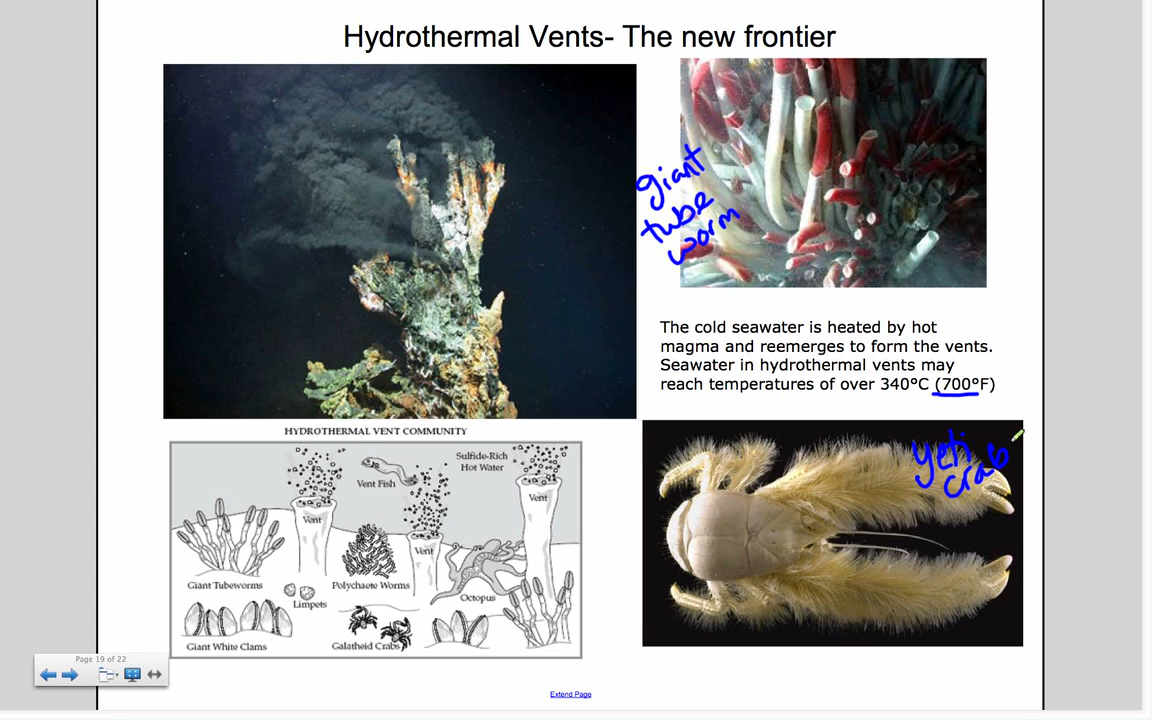 Hydrothermal Vents- The new frontier
giant
tube
worm
The cold seawater is heated by hot
magma and reemerges to form the vents.
Seawater in hydrothermal vents may
reach temperatures of over 340°C (700°F)
HYDROTHERMAL VENT COMMUNITY
Sulfide-Rich
Hot Water
Vent Fish
Vent
Vent
Vent
Giant Tubeworms
Polychaete Worms
Octopus
Limpets
Giant White Clams
Galatheid Crabs
yeti
crab
Page 19 of 22
Extend Page